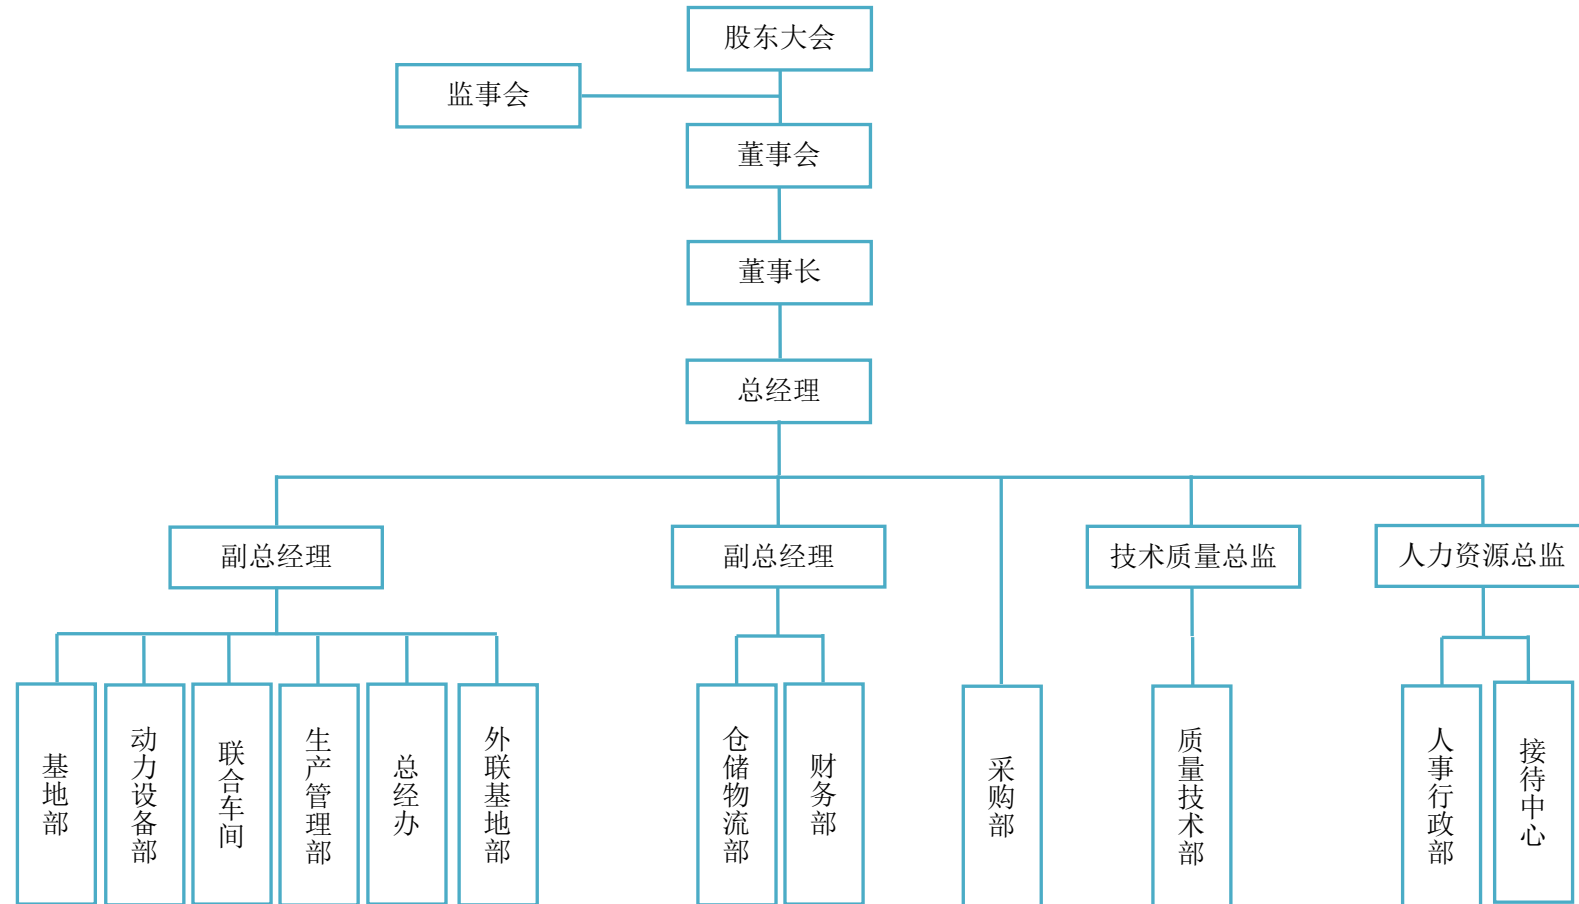 股东大会
监事会
董事会
董事长
总经理
副总经理
副总经理
技术质量总监
人力资源总监
基地部
动力设备部
联合车间
生产管理部
总经办
外联基地部
仓储物流部
财务部
采购部
质量技术部
人事行政部
接待中心